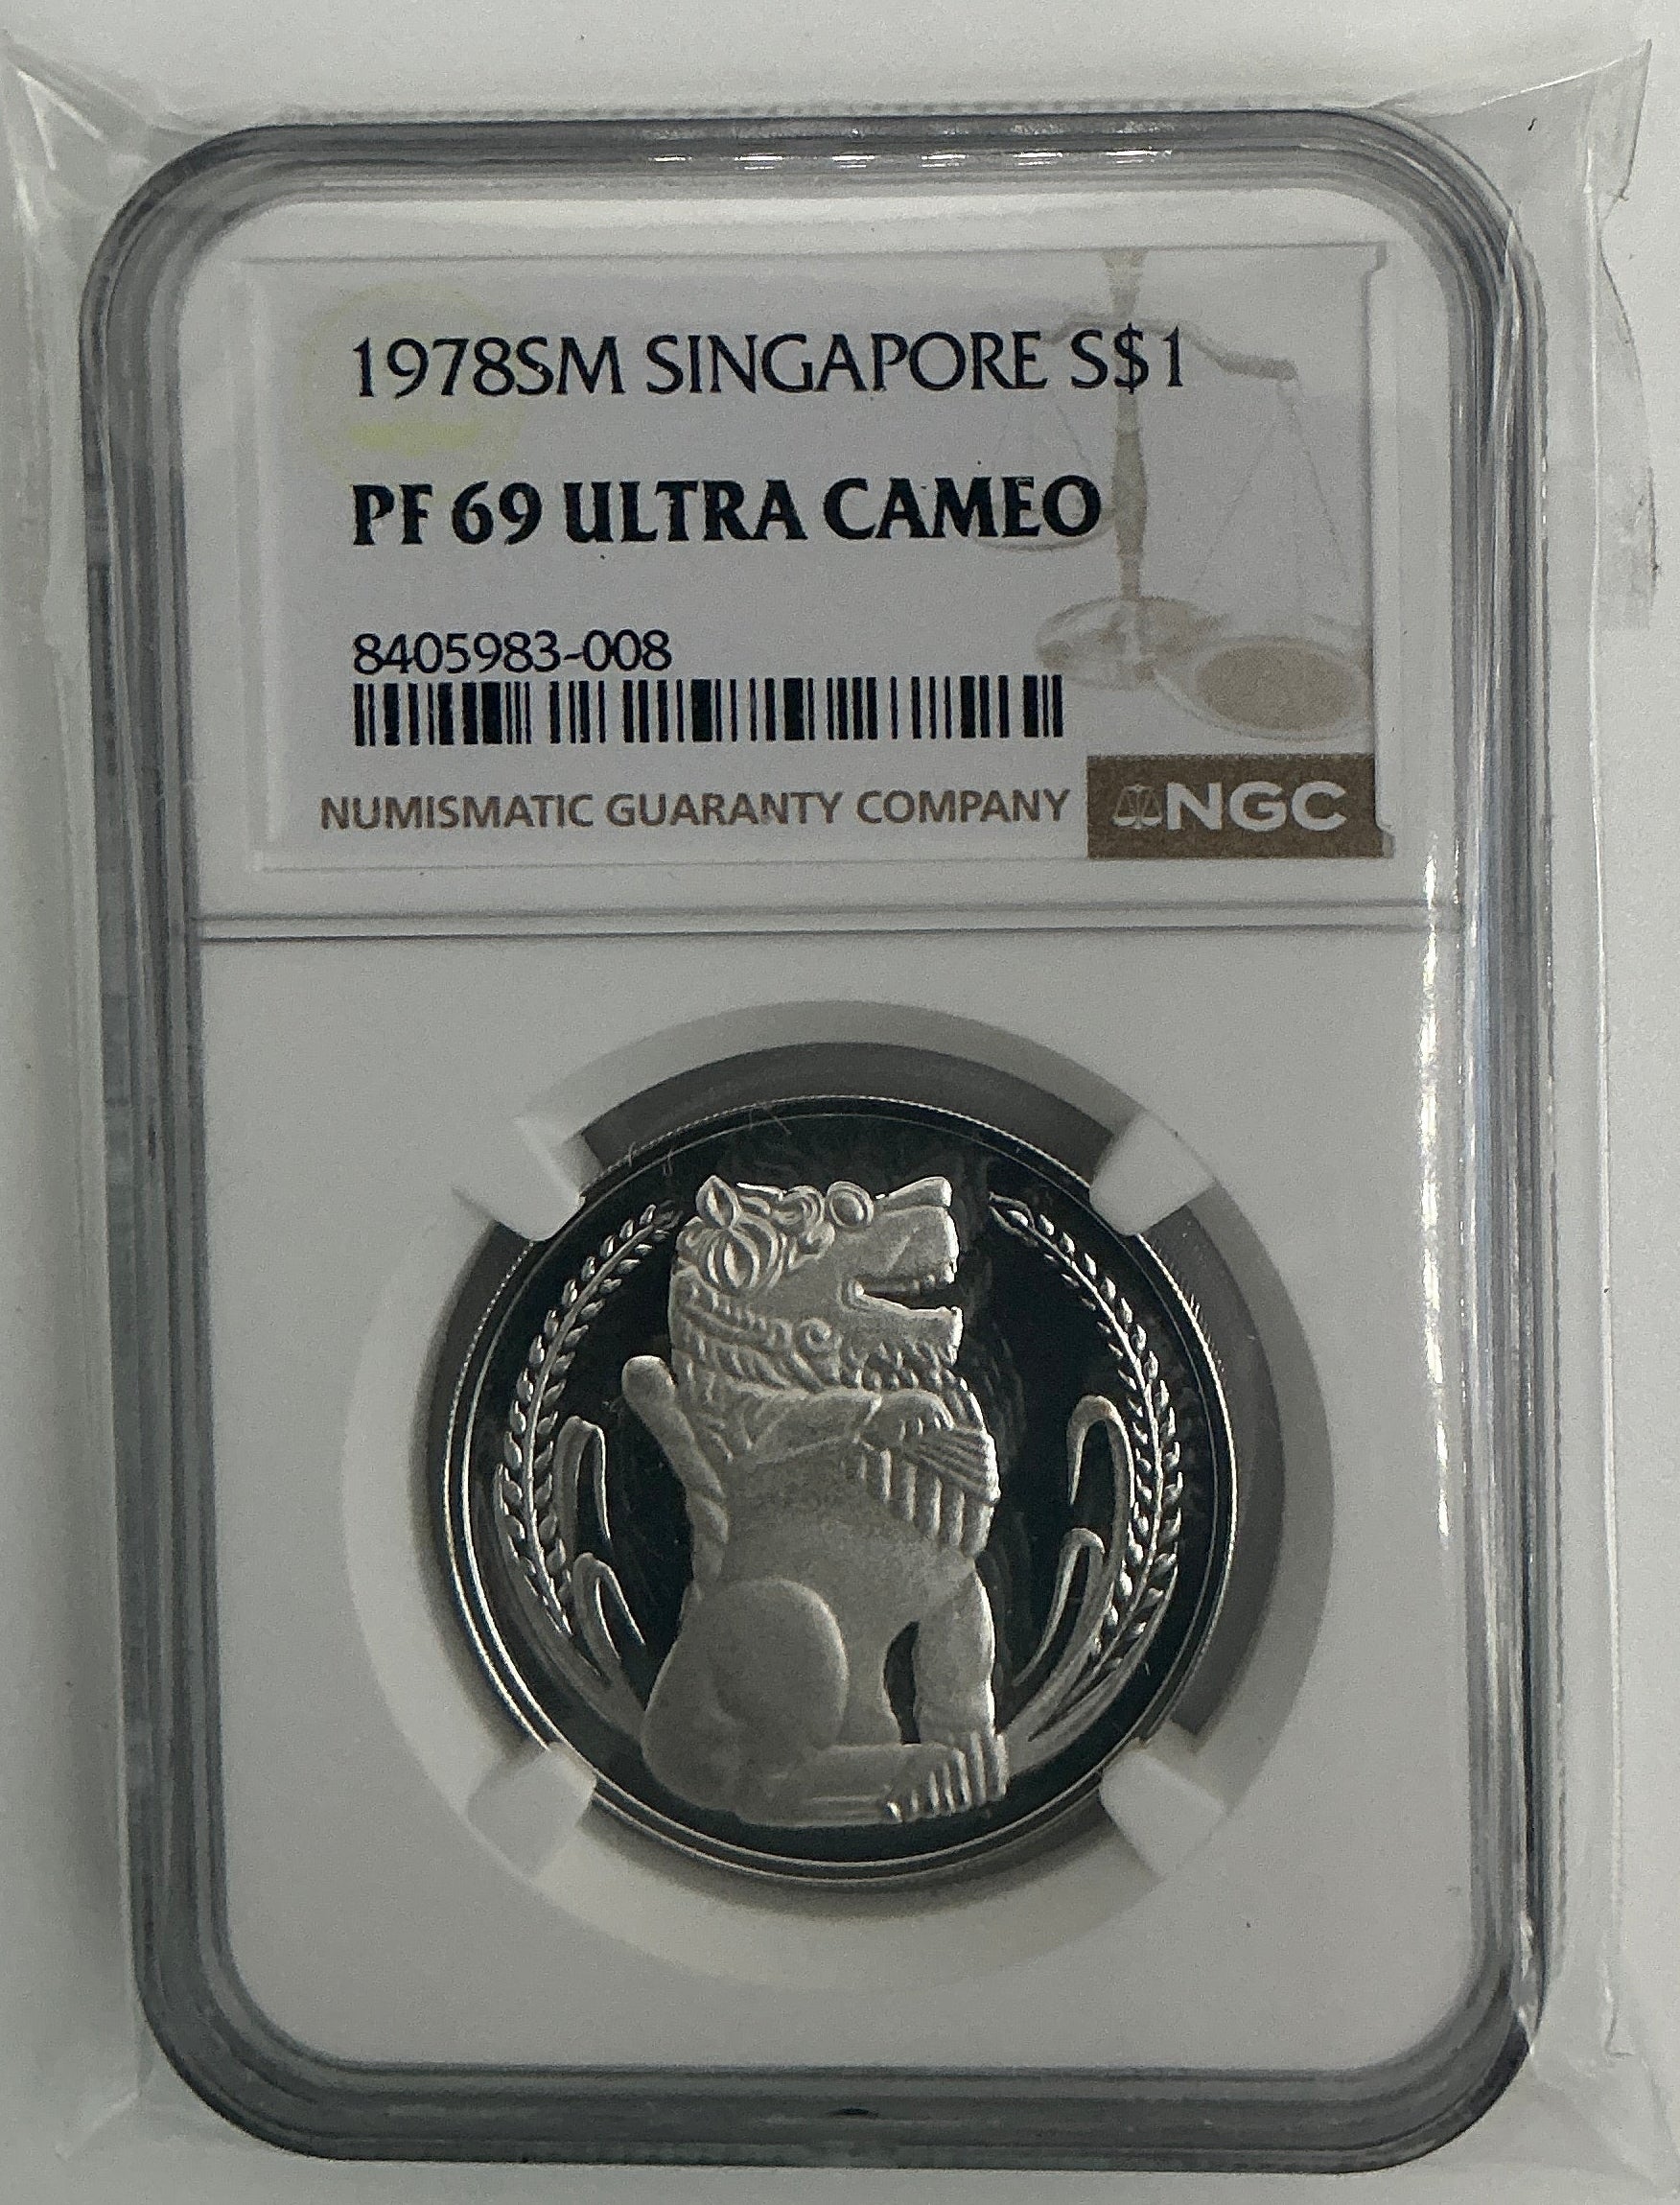 1978SM SINGAPORE S$1
PF 69 ULTRA CAMEO
8405983-008
NUMISMATIC GUARANTY COMPANY NGC